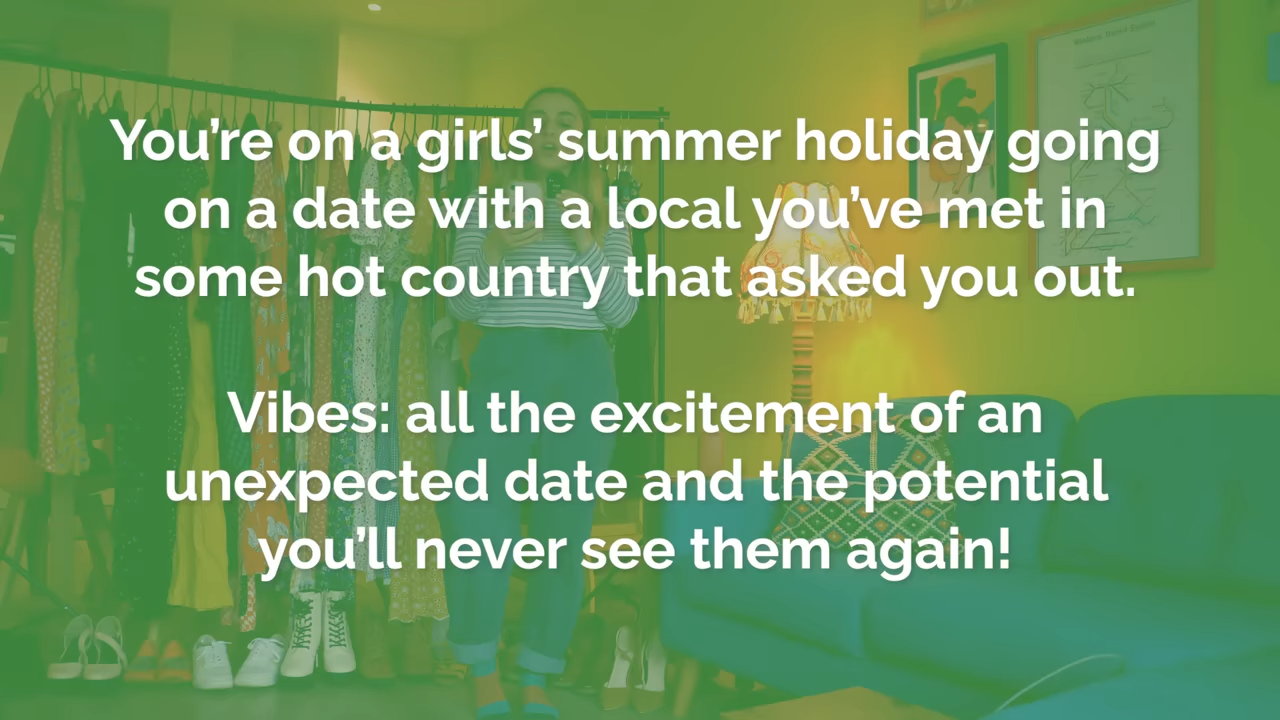 You're on a girls' summer holiday going
on a date with a local you've met in
some hot country that asked you out.
Vibes: all the excitement of an
unexpected date and the potential
you'll never see them again!